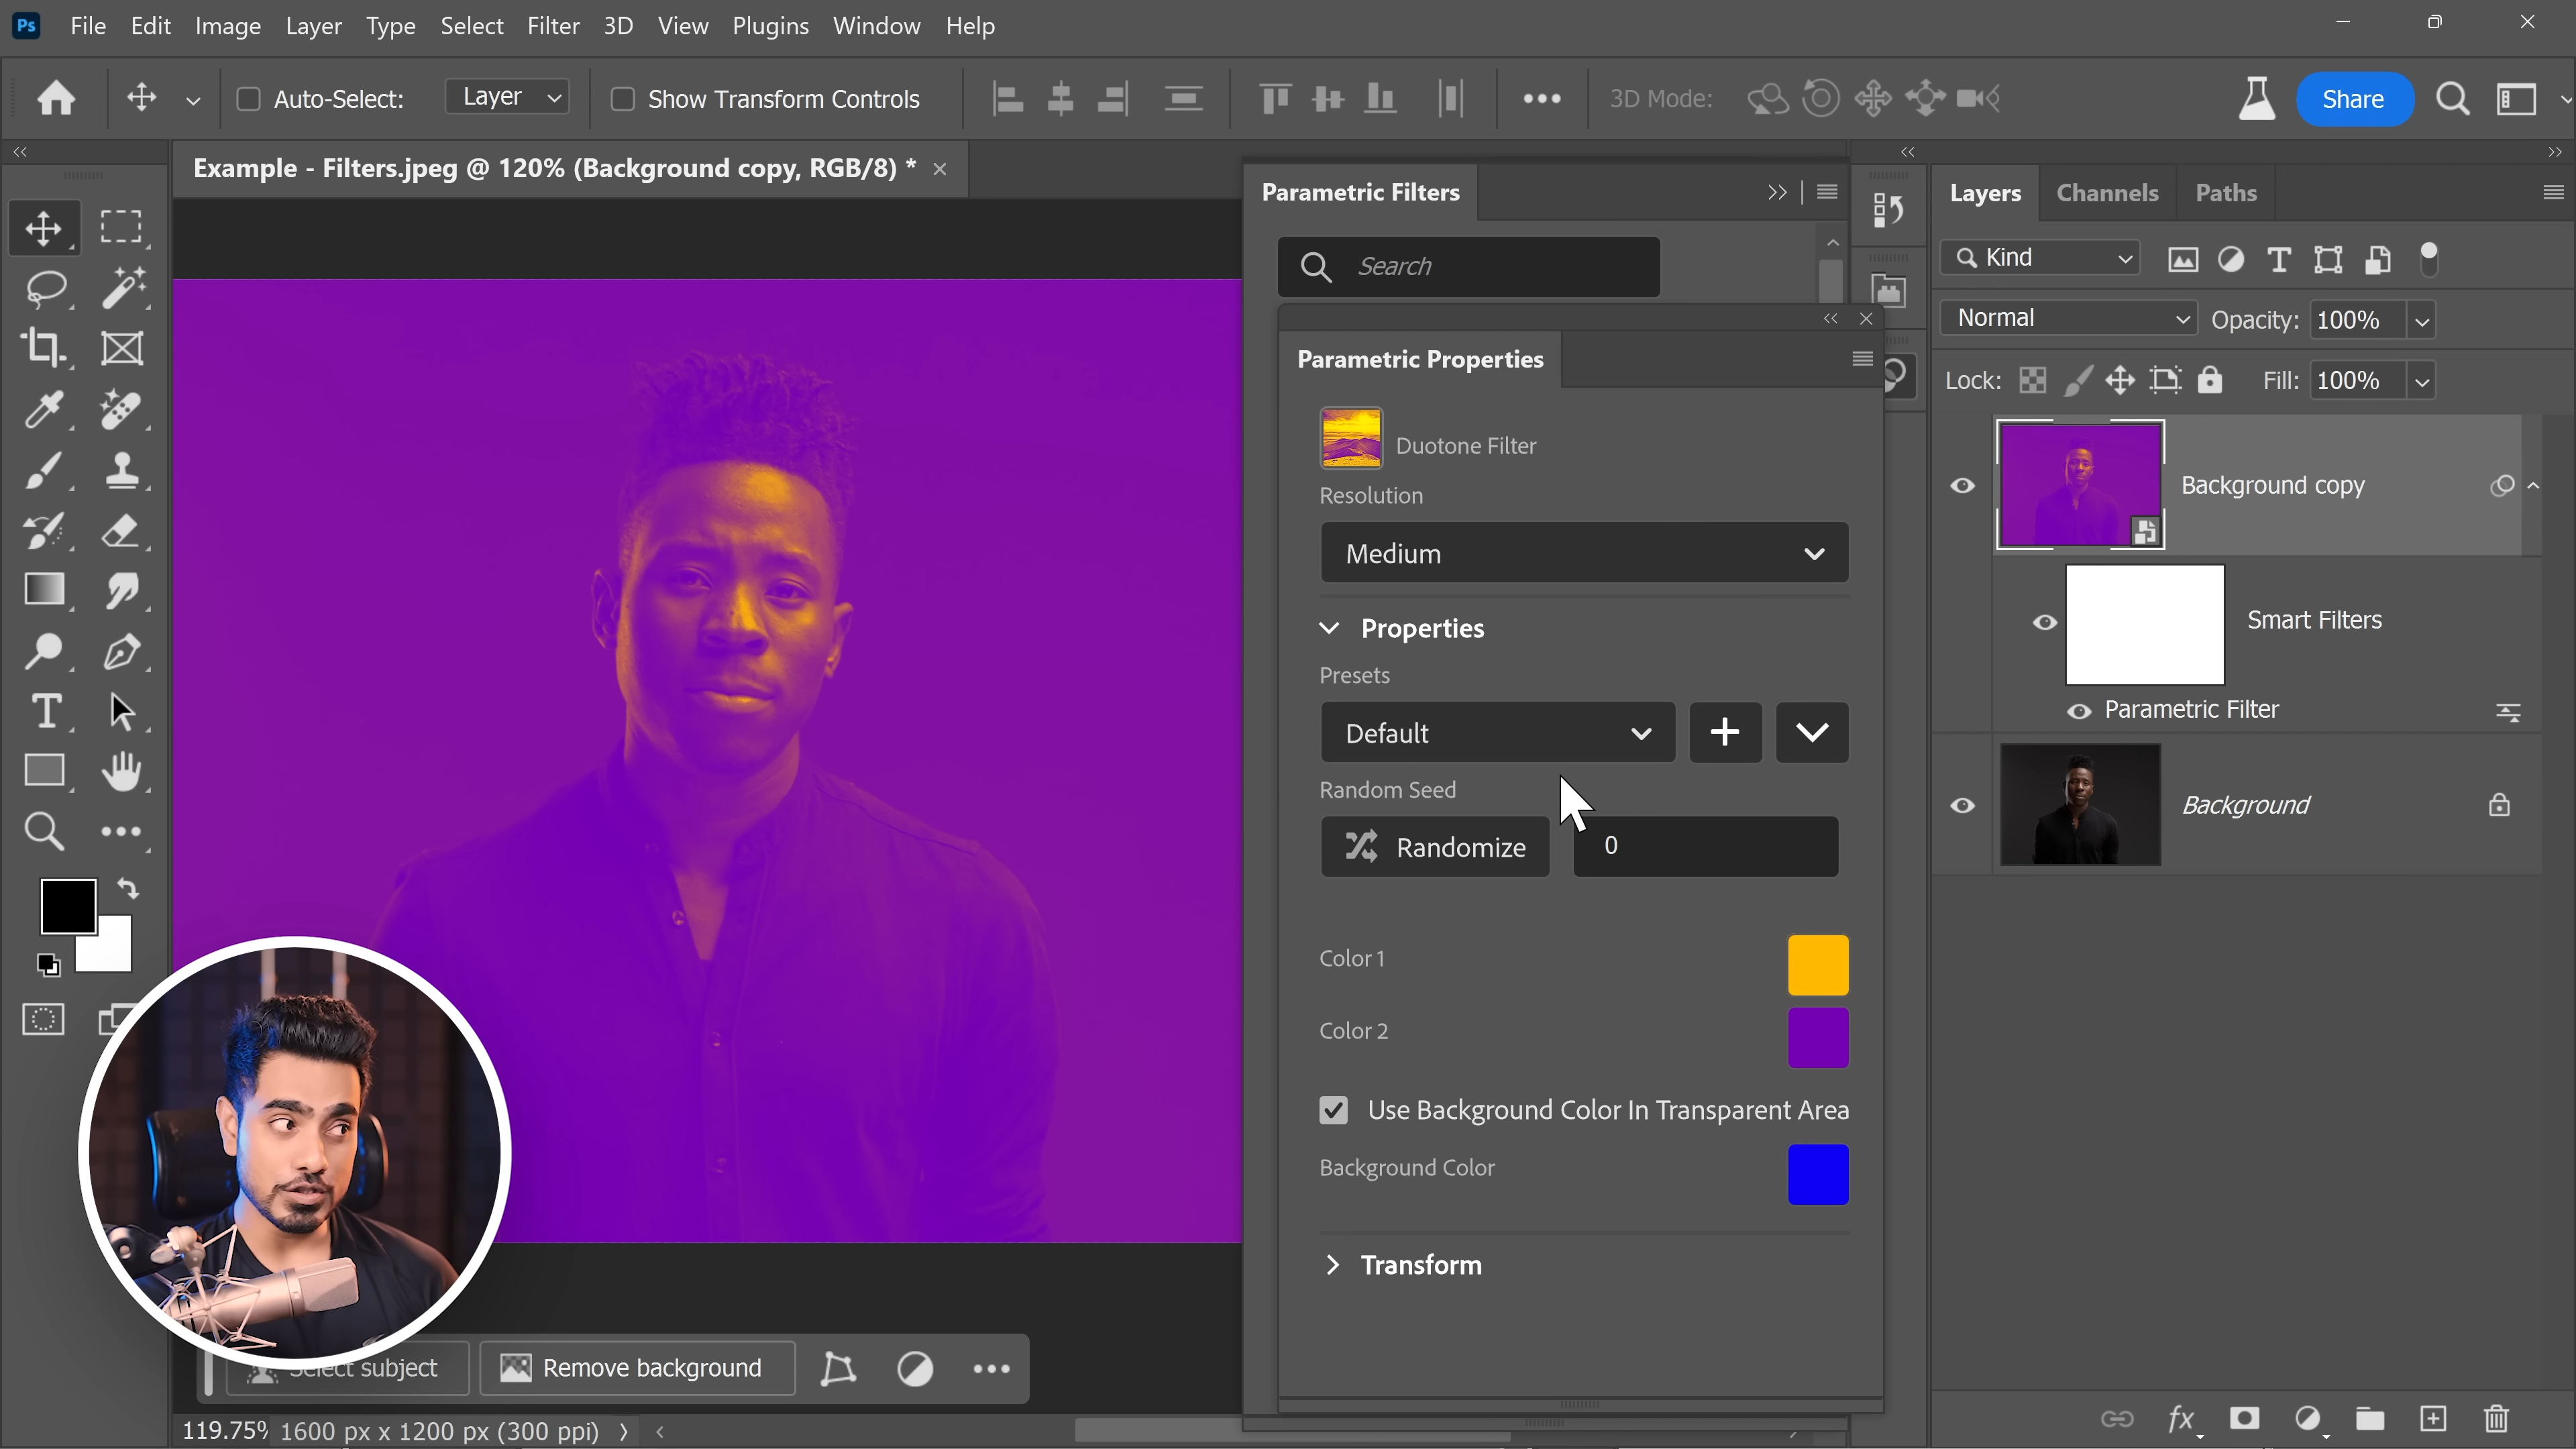 Ps File Edit Image Layer Type Select Filter 3D View Plugins Window Help
Auto-Select: Layer Show Transform Controls 3D Mode: Share
Example - Filters.jpeg @ 120% (Background copy, RGB/8) *
Parametric Filters
Search
Parametric Properties
Duotone Filter
Resolution
Medium
Properties
Presets
Default
Random Seed
Randomize 0
Color 1
Color 2
Use Background Color In Transparent Area
Background Color
Transform
Layers Channels Paths
Kind
Normal Opacity: 100%
Lock: Fill: 100%
Background copy
Smart Filters
Parametric Filter
Background
fx
Select subject Remove background
119.75% 1600 px x 1200 px (300 ppi)